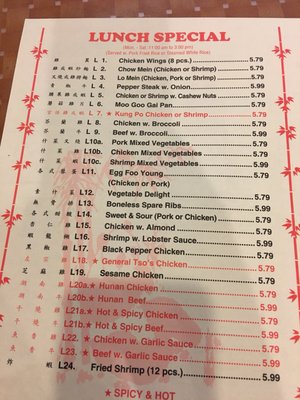 LUNCH SPECIAL
(Mon. - Sat. 11:00 am to 3:00 pm)
(Served w. Pork Fried Rice or Steamed White Rice)
L 1. Chicken Wings (8 pcs.) 5.79
L 2. Chow Mein (Chicken or Shrimp) 5.79
L 3. Lo Mein (Chicken, Pork or Shrimp) 5.79
L 4. Pepper Steak w. Onion 5.79
L 5. Chicken or Shrimp w. Cashew Nuts 5.79
L 6. Moo Goo Gai Pan 5.79
L 7.★ Kung Po Chicken or Shrimp 5.79
L 8. Chicken w. Broccoli 5.79
L 9. Beef w. Broccoli 5.99
L10a. Pork Mixed Vegetables 5.79
L10b. Chicken Mixed Vegetables 5.79
L10c. Shrimp Mixed Vegetables 5.79
L11. Egg Foo Young 5.79
(Chicken or Pork)
L12. Vegetable Delight 5.79
L13. Boneless Spare Ribs 5.99
L14. Sweet & Sour (Pork or Chicken) 5.79
L15. Chicken w. Almond 5.79
L16. Shrimp w. Lobster Sauce 5.99
L17. Black Pepper Chicken 5.99
L18. ★ General Tso's Chicken 5.99
L19. Sesame Chicken 5.99
L20a.★ Hunan Chicken 5.99
L20b.★ Hunan Beef 5.99
L21a.★ Hot & Spicy Chicken 5.99
L21b.★ Hot & Spicy Beef 5.99
L22. ★ Chicken w. Garlic Sauce 5.99
L23. ★ Beef w. Garlic Sauce 5.99
炸 蝦 L24. Fried Shrimp (12 pcs.) 5.99
★ SPICY & HOT